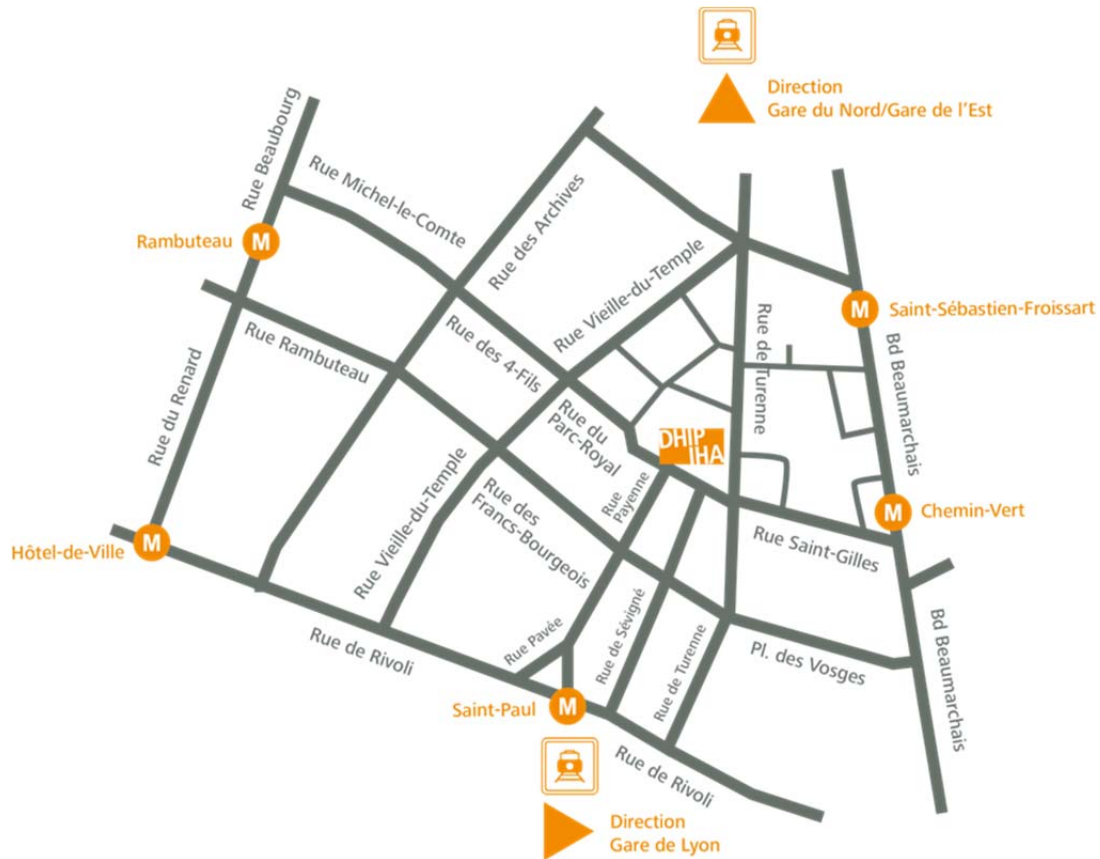 Direction
Gare du Nord/Gare de l'Est
Rue Beaubourg
Rue Michel-le-Comte
Rue des Archives
Rambuteau
M
Rue Vieille-du-Temple
Saint-Sébastien-Froissart
M
Rue Rambuteau
Rue des 4-Fils
Rue de Turenne
Bd Beaumarchais
Rue du Renard
Rue du
Parc-Royal
DHIP
IHA
Rue Vieille-du-Temple
Rue des
Francs-Bourgeois
Rue
Payenne
Chemin-Vert
M
Hôtel-de-Ville
M
Rue Saint-Gilles
Rue de Rivoli
Rue Pavée
Rue de Sévigné
Rue de Turenne
Pl. des Vosges
Bd Beaumarchais
Saint-Paul
M
Rue de Rivoli
Direction
Gare de Lyon